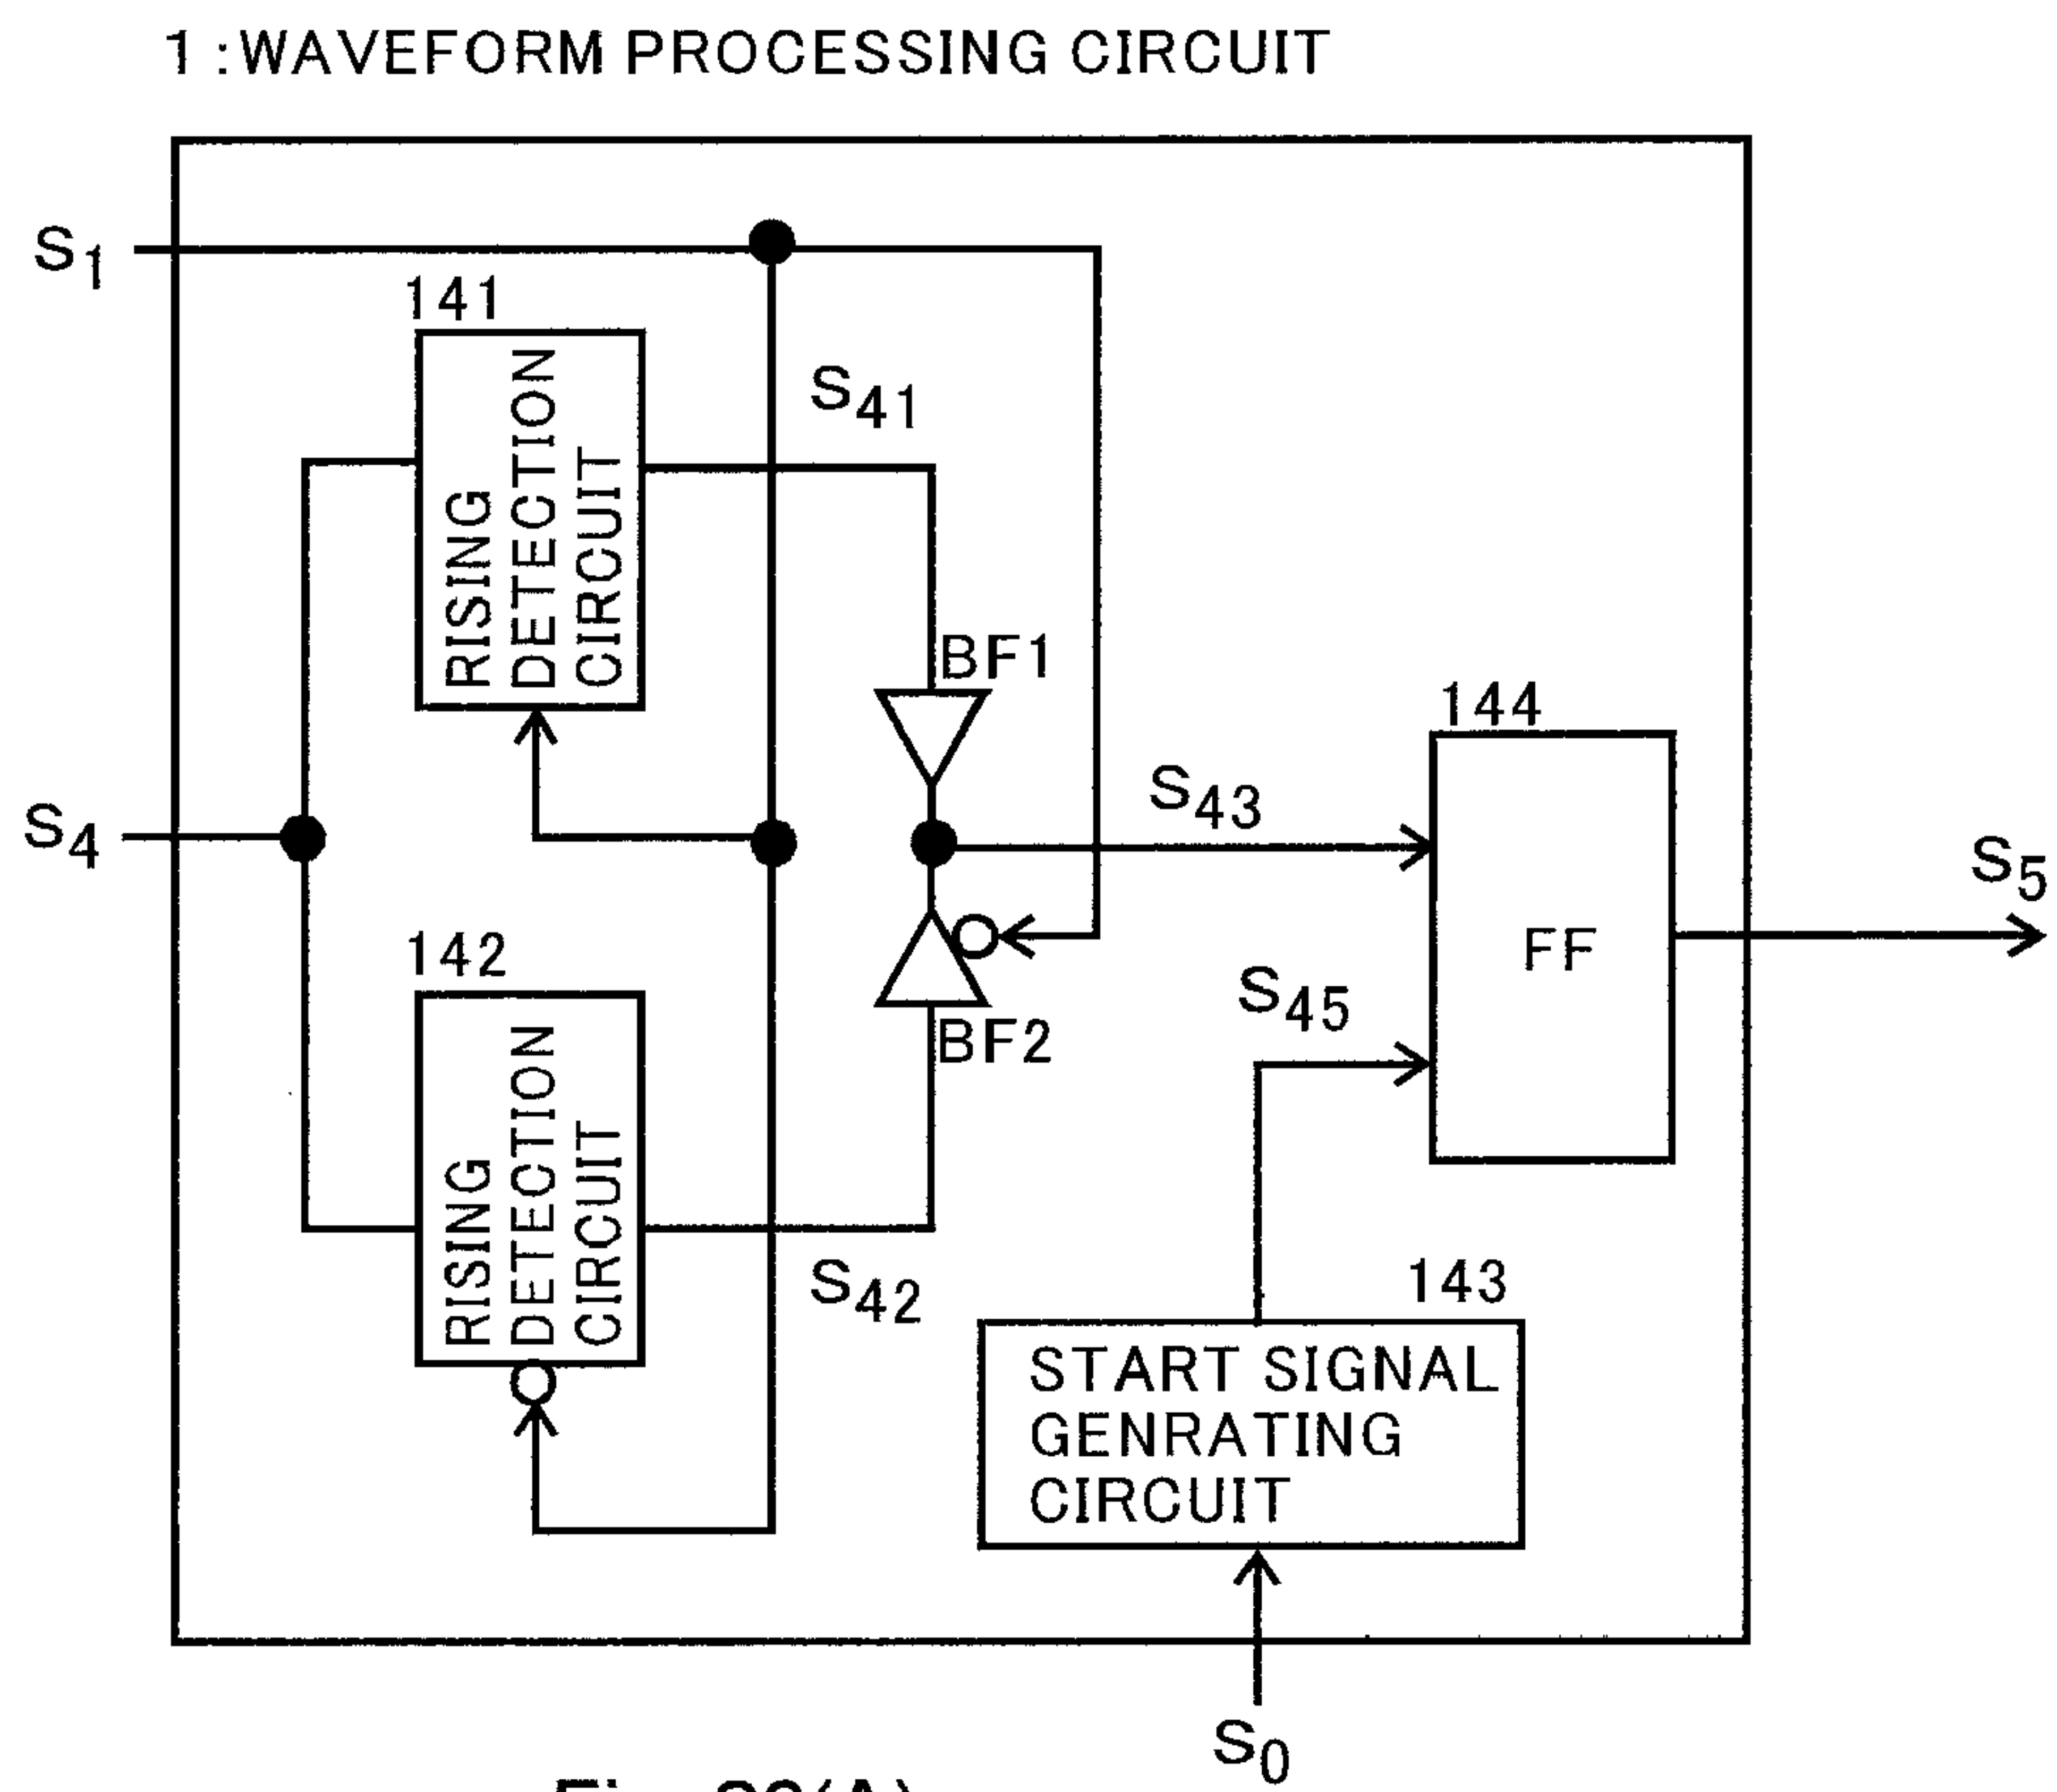 1 :WAVEFORM PROCESSING CIRCUIT
S1
141
RISING
DETECTION
CIRCUIT
S41
BF1
144
S43
S4
FF
S5
142
RISING
DETECTION
CIRCUIT
S45
BF2
S42
143
START SIGNAL
GENRATING
CIRCUIT
S0